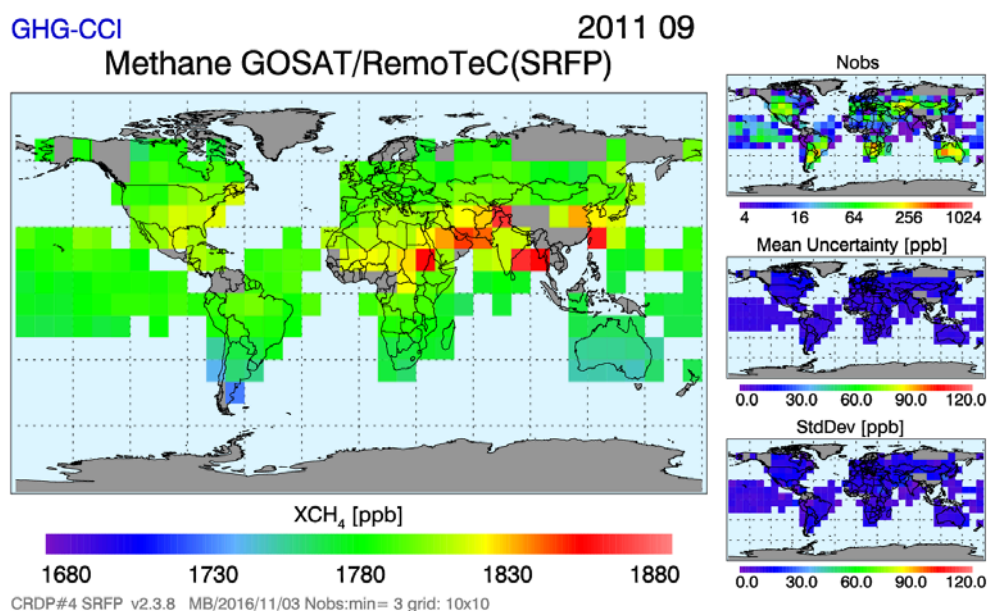 GHG-CCI
2011 09
Methane GOSAT/RemoTeC(SRFP)
Nobs
4 16 64 256 1024
Mean Uncertainty [ppb]
0.0 30.0 60.0 90.0 120.0
StdDev [ppb]
0.0 30.0 60.0 90.0 120.0
XCH₄ [ppb]
1680 1730 1780 1830 1880
CRDP#4 SRFP v2.3.8 MB/2016/11/03 Nobs:min= 3 grid: 10x10